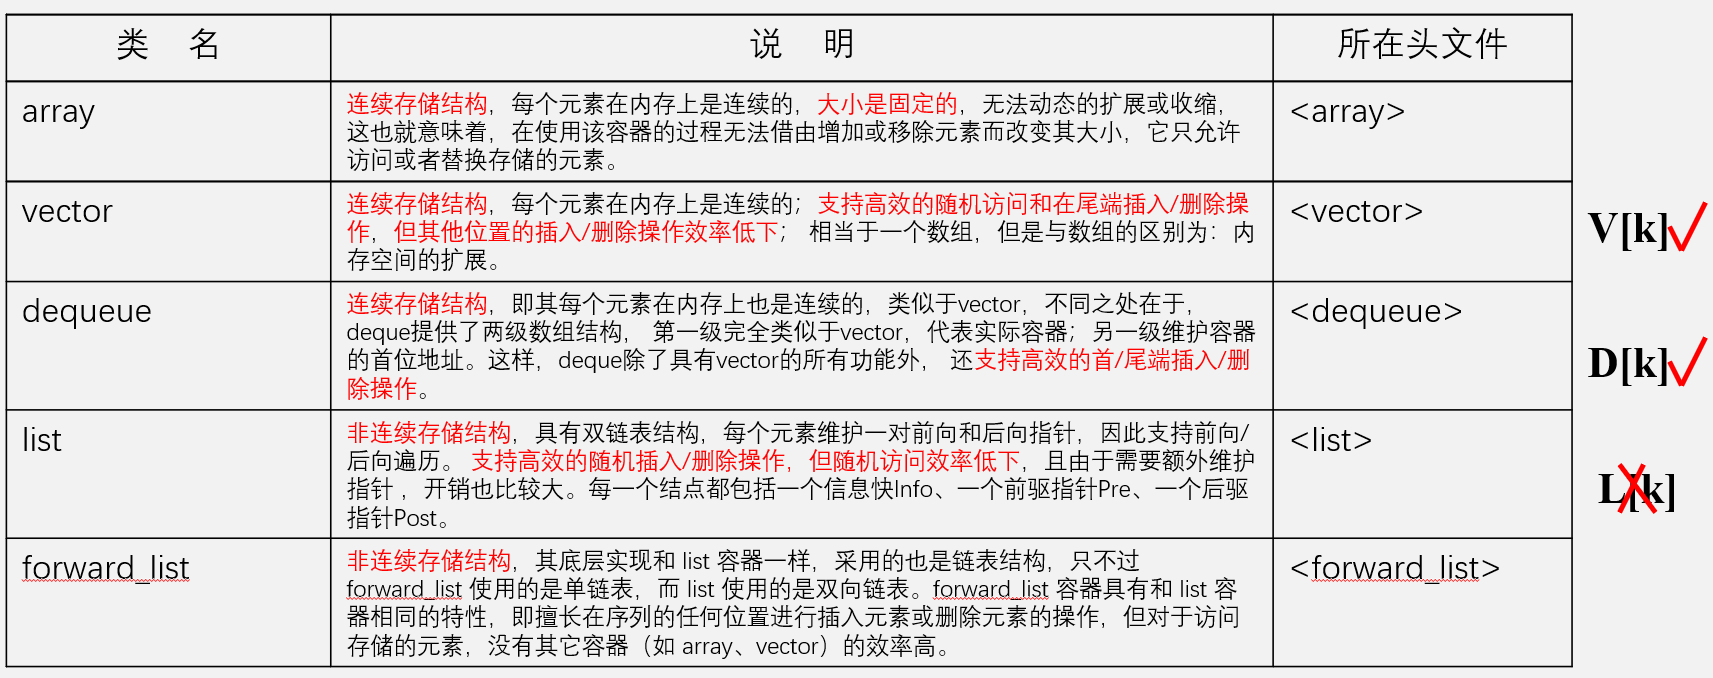 类 名
说 明
所在头文件
array
连续存储结构，每个元素在内存上是连续的，大小是固定的，无法动态的扩展或收缩，
这也就意味着，在使用该容器的过程无法借由增加或移除元素而改变其大小，它只允许
访问或者替换存储的元素。
<array>
vector
连续存储结构，每个元素在内存上是连续的；支持高效的随机访问和在尾端插入/删除操
作，但其他位置的插入/删除操作效率低下； 相当于一个数组，但是与数组的区别为：内
存空间的扩展。
<vector>
V[k]
dequeue
连续存储结构，即其每个元素在内存上也是连续的，类似于vector，不同之处在于，
deque提供了两级数组结构， 第一级完全类似于vector，代表实际容器；另一级维护容器
的首位地址。这样，deque除了具有vector的所有功能外， 还支持高效的首/尾端插入/删
除操作。
<dequeue>
D[k]
list
非连续存储结构，具有双链表结构，每个元素维护一对前向和后向指针，因此支持前向/
后向遍历。 支持高效的随机插入/删除操作，但随机访问效率低下，且由于需要额外维护
指针 ，开销也比较大。每一个结点都包括一个信息快Info、一个前驱指针Pre、一个后驱
指针Post。
<list>
L[k]
forward_list
非连续存储结构，其底层实现和 list 容器一样，采用的也是链表结构，只不过
forward_list 使用的是单链表，而 list 使用的是双向链表。forward_list 容器具有和 list 容
器相同的特性，即擅长在序列的任何位置进行插入元素或删除元素的操作，但对于访问
存储的元素，没有其它容器（如 array、vector）的效率高。
<forward_list>